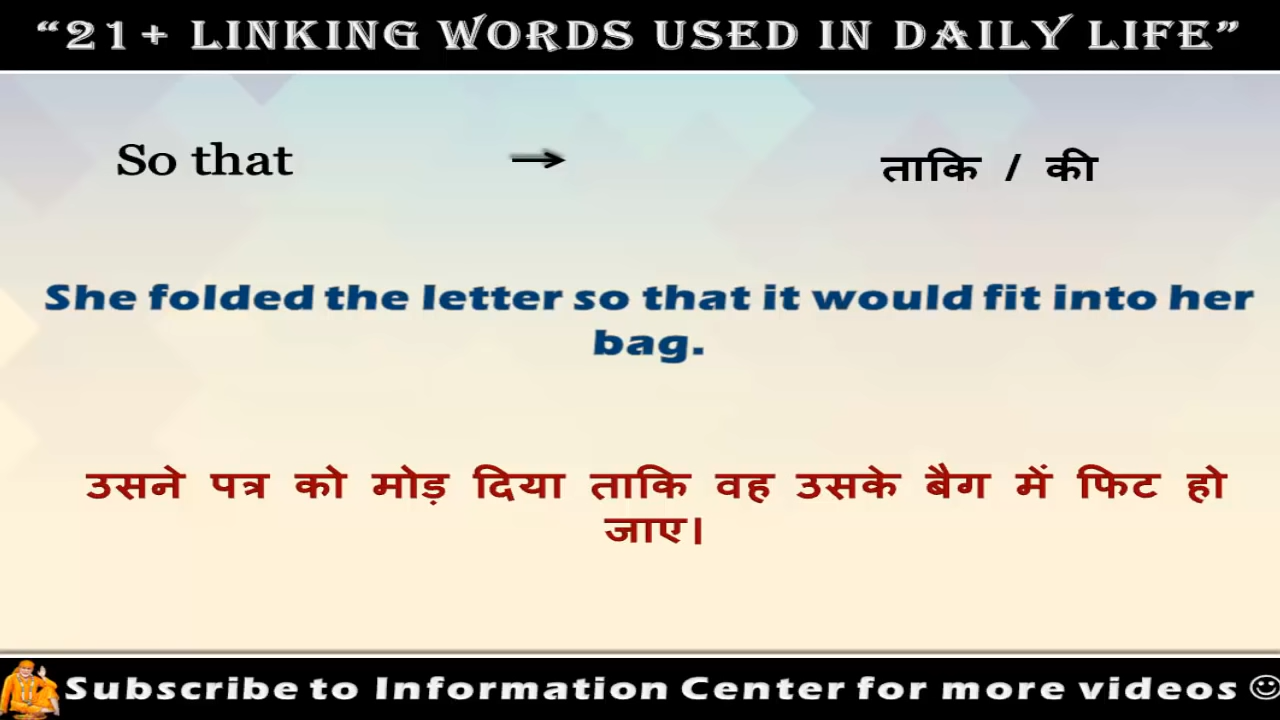 “21+ LINKING WORDS USED IN DAILY LIFE”
So that → ताकि / की
She folded the letter so that it would fit into her
bag.
उसने पत्र को मोड़ दिया ताकि वह उसके बैग में फिट हो
जाए।
Subscribe to Information Center for more videos ☺